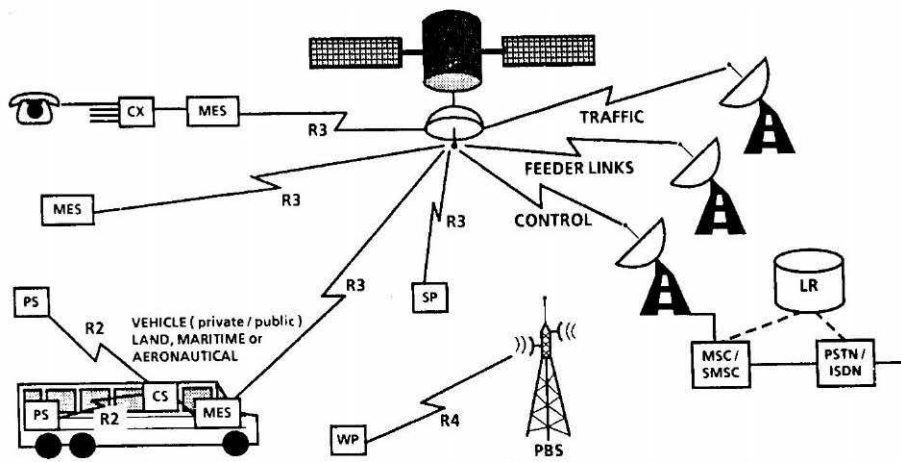 TRAFFIC
CX
MES
R3
FEEDER LINKS
R3
MES
R3
CONTROL
R3
SP
PS
R2
VEHICLE ( private / public )
LAND, MARITIME or
AERONAUTICAL
LR
MSC /
SMSC
PSTN /
ISDN
CS
PS
R2
MES
WP
R4
PBS